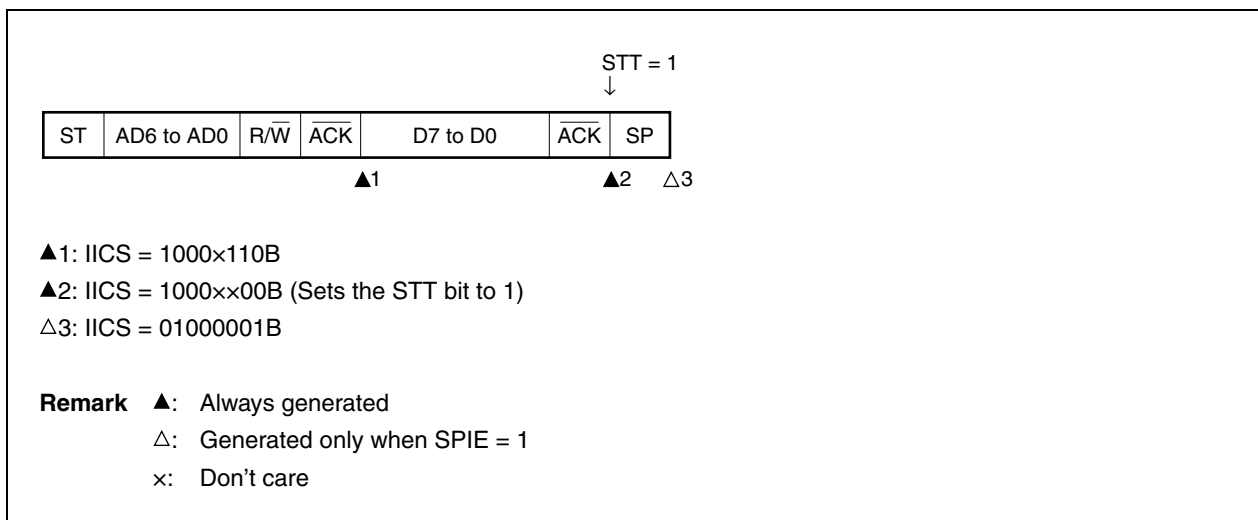 STT = 1
↓
ST AD6 to AD0 R/W̅ A̅C̅K̅ D7 to D0 A̅C̅K̅ SP
▲1 ▲2 △3
▲1: IICS = 1000×110B
▲2: IICS = 1000××00B (Sets the STT bit to 1)
△3: IICS = 01000001B
Remark ▲: Always generated
△: Generated only when SPIE = 1
×: Don't care